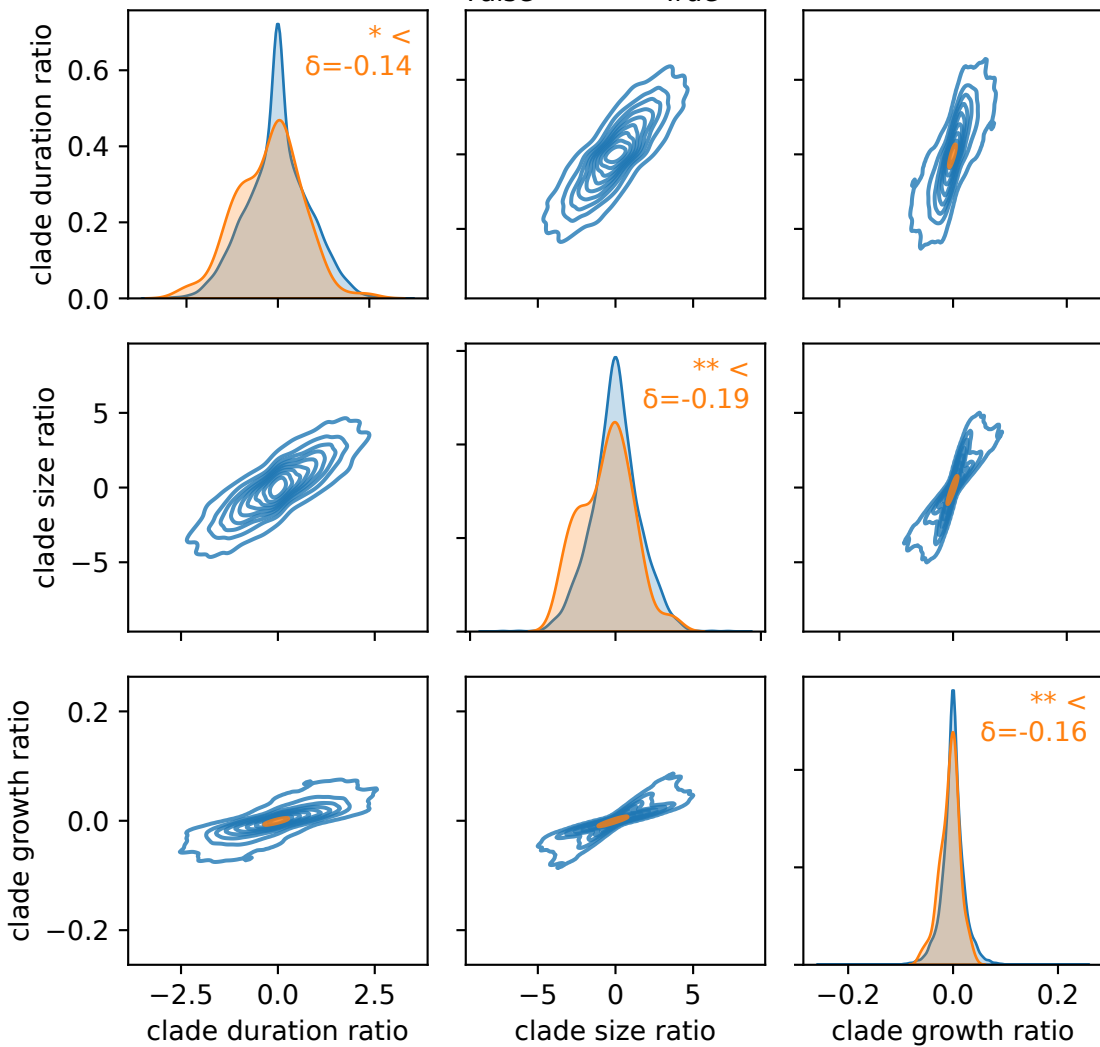 clade duration ratio
0.6
0.4
0.2
0.0
* <
δ=-0.14
clade size ratio
5
0
−5
** <
δ=-0.19
clade growth ratio
0.2
0.0
−0.2
** <
δ=-0.16
−2.5 0.0 2.5
−5 0 5
−0.2 0.0 0.2
clade duration ratio
clade size ratio
clade growth ratio